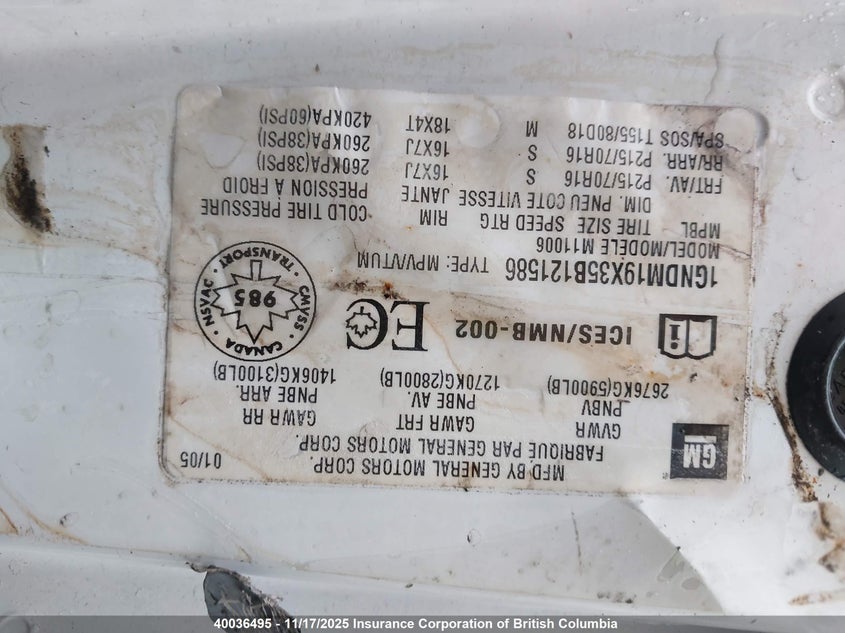 MFD BY GENERAL MOTORS CORP. 01/05
FABRIQUE PAR GENERAL MOTORS CORP.
GM
GVWR GAWR FRT GAWR RR
PNBV PNBE AV. PNBE ARR.
2676KG(5900LB) 1270KG(2800LB) 1406KG(3100LB)
ICES/NMB-002 EC
CANADA · NSVAC CMVSS · TRANSPORT ·
985
1GNDM19X35B121586 TYPE: MPV/VTUM
MODEL/MODELE M11006
MPBL TIRE SIZE SPEED RTG RIM COLD TIRE PRESSURE
DIM. PNEU COTE VITESSE JANTE PRESSION A FROID
FRT/AV. P215/70R16 S 16X7J 260KPA(38PSI)
RR/ARR. P215/70R16 S 16X7J 260KPA(38PSI)
SPA/SOS T155/80D18 M 18X4T 420KPA(60PSI)
40036495 - 11/17/2025 Insurance Corporation of British Columbia